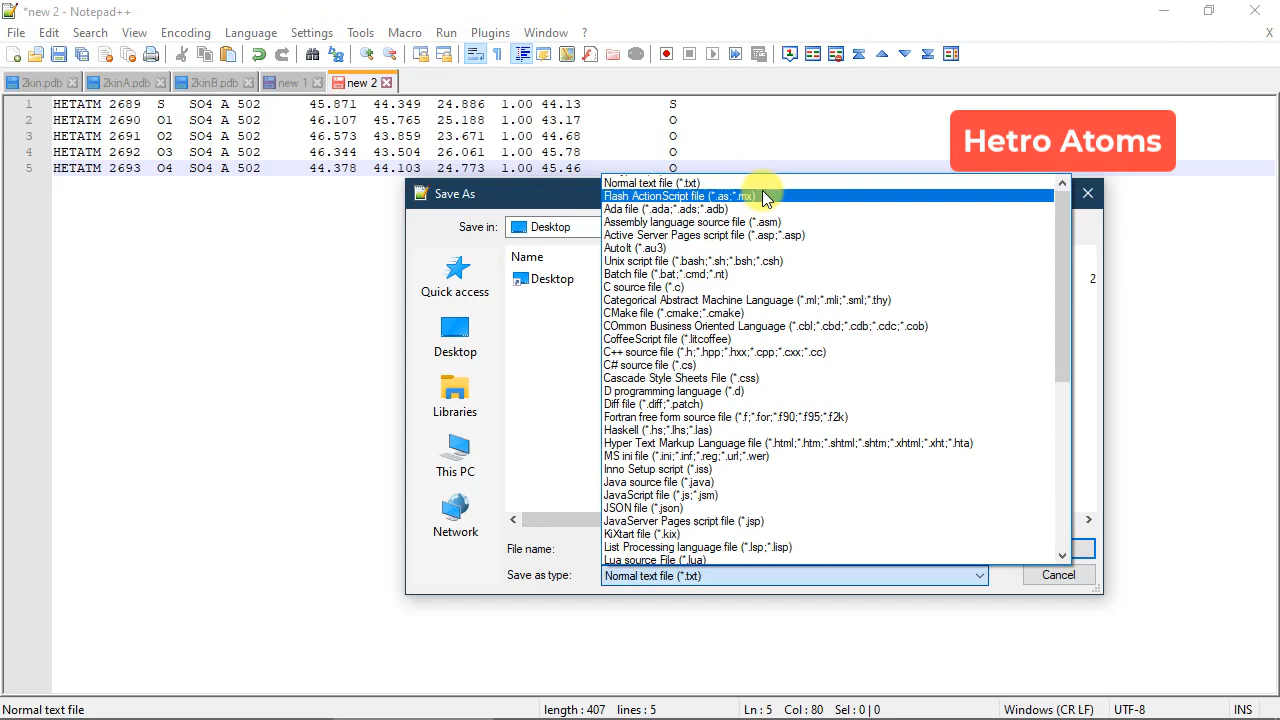 *new 2 - Notepad++
File Edit Search View Encoding Language Settings Tools Macro Run Plugins Window ? X
2kin.pdb 2kinA.pdb 2kinB.pdb new 1 new 2
1 HETATM 2689 S SO4 A 502 45.871 44.349 24.886 1.00 44.13 S
2 HETATM 2690 O1 SO4 A 502 46.107 45.765 25.188 1.00 43.17 O
3 HETATM 2691 O2 SO4 A 502 46.573 43.859 23.671 1.00 44.68 O
4 HETATM 2692 O3 SO4 A 502 46.344 43.504 26.061 1.00 45.78 O
5 HETATM 2693 O4 SO4 A 502 44.378 44.103 24.773 1.00 45.46 O
Hetro Atoms
Save As
Save in: Desktop
Name
Desktop
2
Quick access
Desktop
Libraries
This PC
Network
Normal text file (*.txt)
Flash ActionScript file (*.as;*.mx)
Ada file (*.ada;*.ads;*.adb)
Assembly language source file (*.asm)
Active Server Pages script file (*.asp;*.asp)
AutoIt (*.au3)
Unix script file (*.bash;*.sh;*.bsh;*.csh)
Batch file (*.bat;*.cmd;*.nt)
C source file (*.c)
Categorical Abstract Machine Language (*.ml;*.mli;*.sml;*.thy)
CMake file (*.cmake;*.cmake)
COmmon Business Oriented Language (*.cbl;*.cbd;*.cdb;*.cdc;*.cob)
CoffeeScript file (*.litcoffee)
C++ source file (*.h;*.hpp;*.hxx;*.cpp;*.cxx;*.cc)
C# source file (*.cs)
Cascade Style Sheets File (*.css)
D programming language (*.d)
Diff file (*.diff;*.patch)
Fortran free form source file (*.f;*.for;*.f90;*.f95;*.f2k)
Haskell (*.hs;*.lhs;*.las)
Hyper Text Markup Language file (*.html;*.htm;*.shtml;*.shtm;*.xhtml;*.xht;*.hta)
MS ini file (*.ini;*.inf;*.reg;*.url;*.wer)
Inno Setup script (*.iss)
Java source file (*.java)
JavaScript file (*.js;*.jsm)
JSON file (*.json)
JavaServer Pages script file (*.jsp)
KiXtart file (*.kix)
List Processing language file (*.lsp;*.lisp)
Lua source File (*.lua)
File name:
Save as type: Normal text file (*.txt)
Cancel
Normal text file length : 407 lines : 5 Ln : 5 Col : 80 Sel : 0 | 0 Windows (CR LF) UTF-8 INS